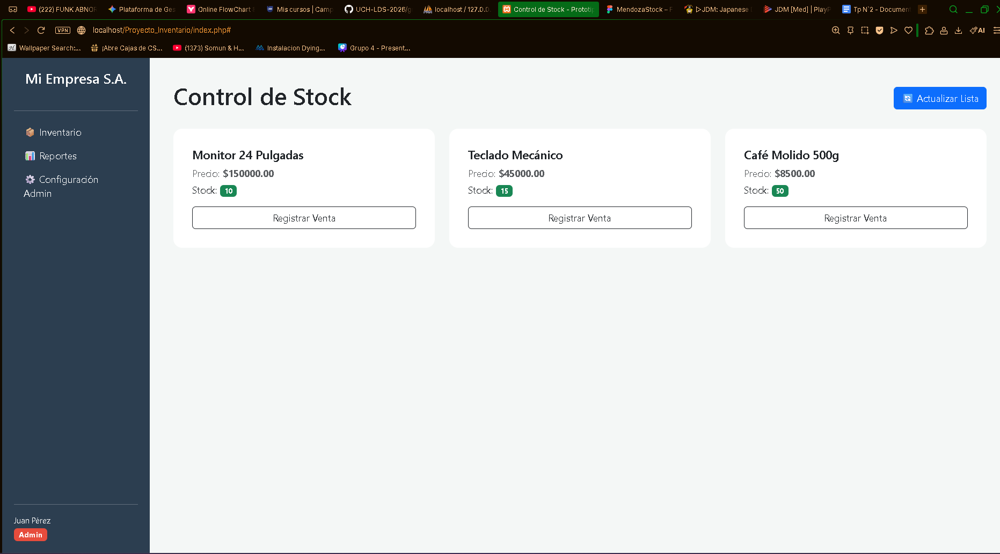 (222) FUNK ABNOR
Plataforma de Ges
Online FlowChart &
Mis cursos | Camp
UCH-LDS-2026/g
localhost / 127.0.0.
Control de Stock - Prototip
MendozaStock – F
▷JDM: Japanese
JDM [Med] | PlayP
Tp N°2 - Document
VPN
localhost/Proyecto_Inventario/index.php#
AI
Wallpaper Search:...
¡Abre Cajas de CS...
(1373) Somun & H...
Instalacion Dying...
Grupo 4 - Present...
Mi Empresa S.A.
Inventario
Reportes
Configuración
Admin
Juan Pérez
Admin
Control de Stock
Actualizar Lista
Monitor 24 Pulgadas
Precio: $150000.00
Stock: 10
Registrar Venta
Teclado Mecánico
Precio: $45000.00
Stock: 15
Registrar Venta
Café Molido 500g
Precio: $8500.00
Stock: 50
Registrar Venta